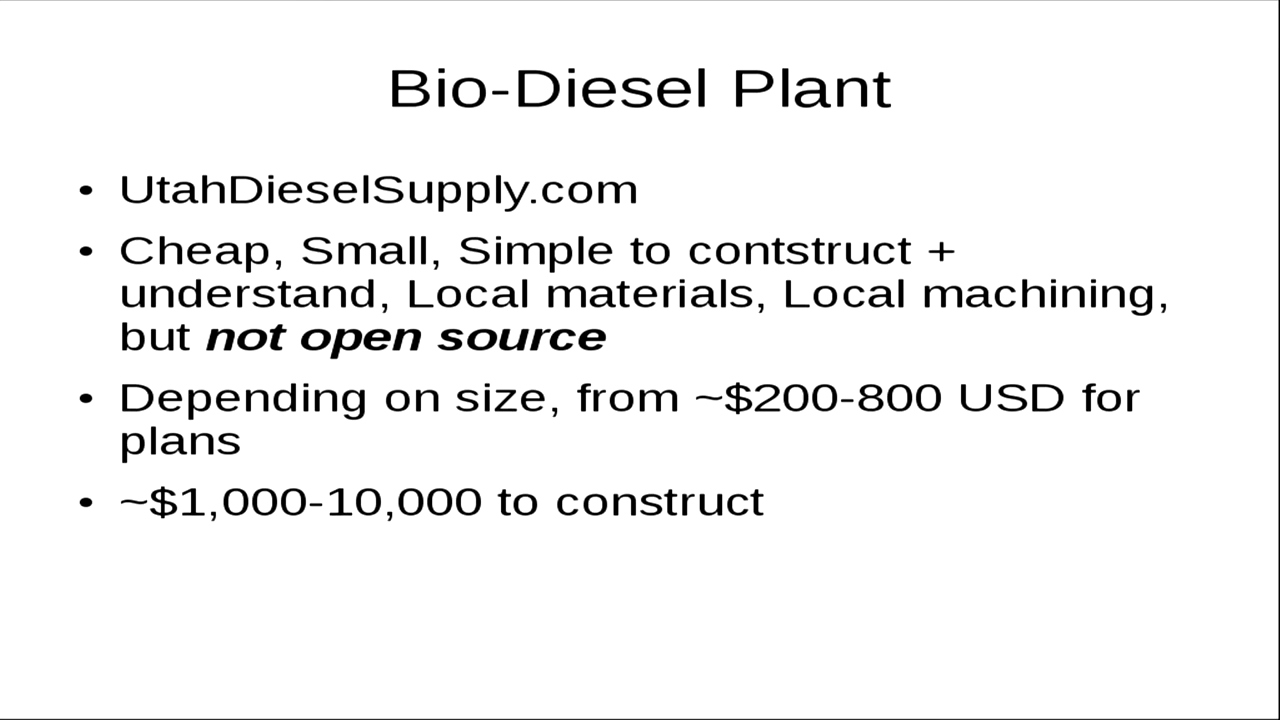 Bio-Diesel Plant
• UtahDieselSupply.com
• Cheap, Small, Simple to contstruct +
understand, Local materials, Local machining,
but not open source
• Depending on size, from ~$200-800 USD for
plans
• ~$1,000-10,000 to construct